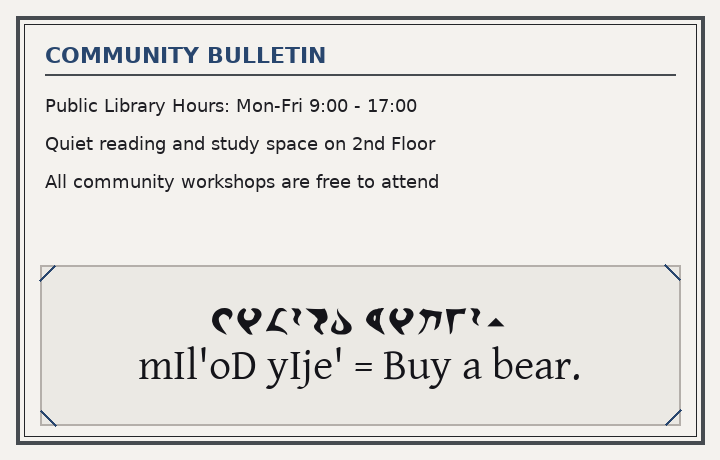 COMMUNITY BULLETIN
Public Library Hours: Mon-Fri 9:00 - 17:00
Quiet reading and study space on 2nd Floor
All community workshops are free to attend
 
mIl'oD yIje' = Buy a bear.